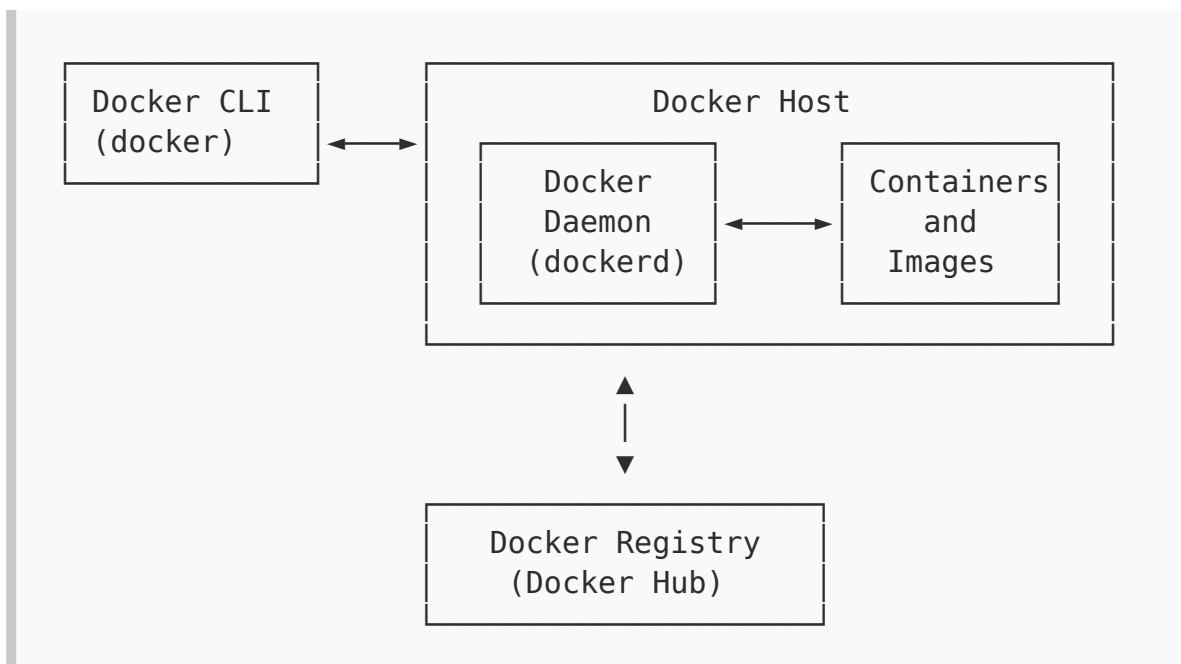 Docker CLI
(docker)
Docker Host
Docker
Daemon
(dockerd)
Containers
and
Images
Docker Registry
(Docker Hub)